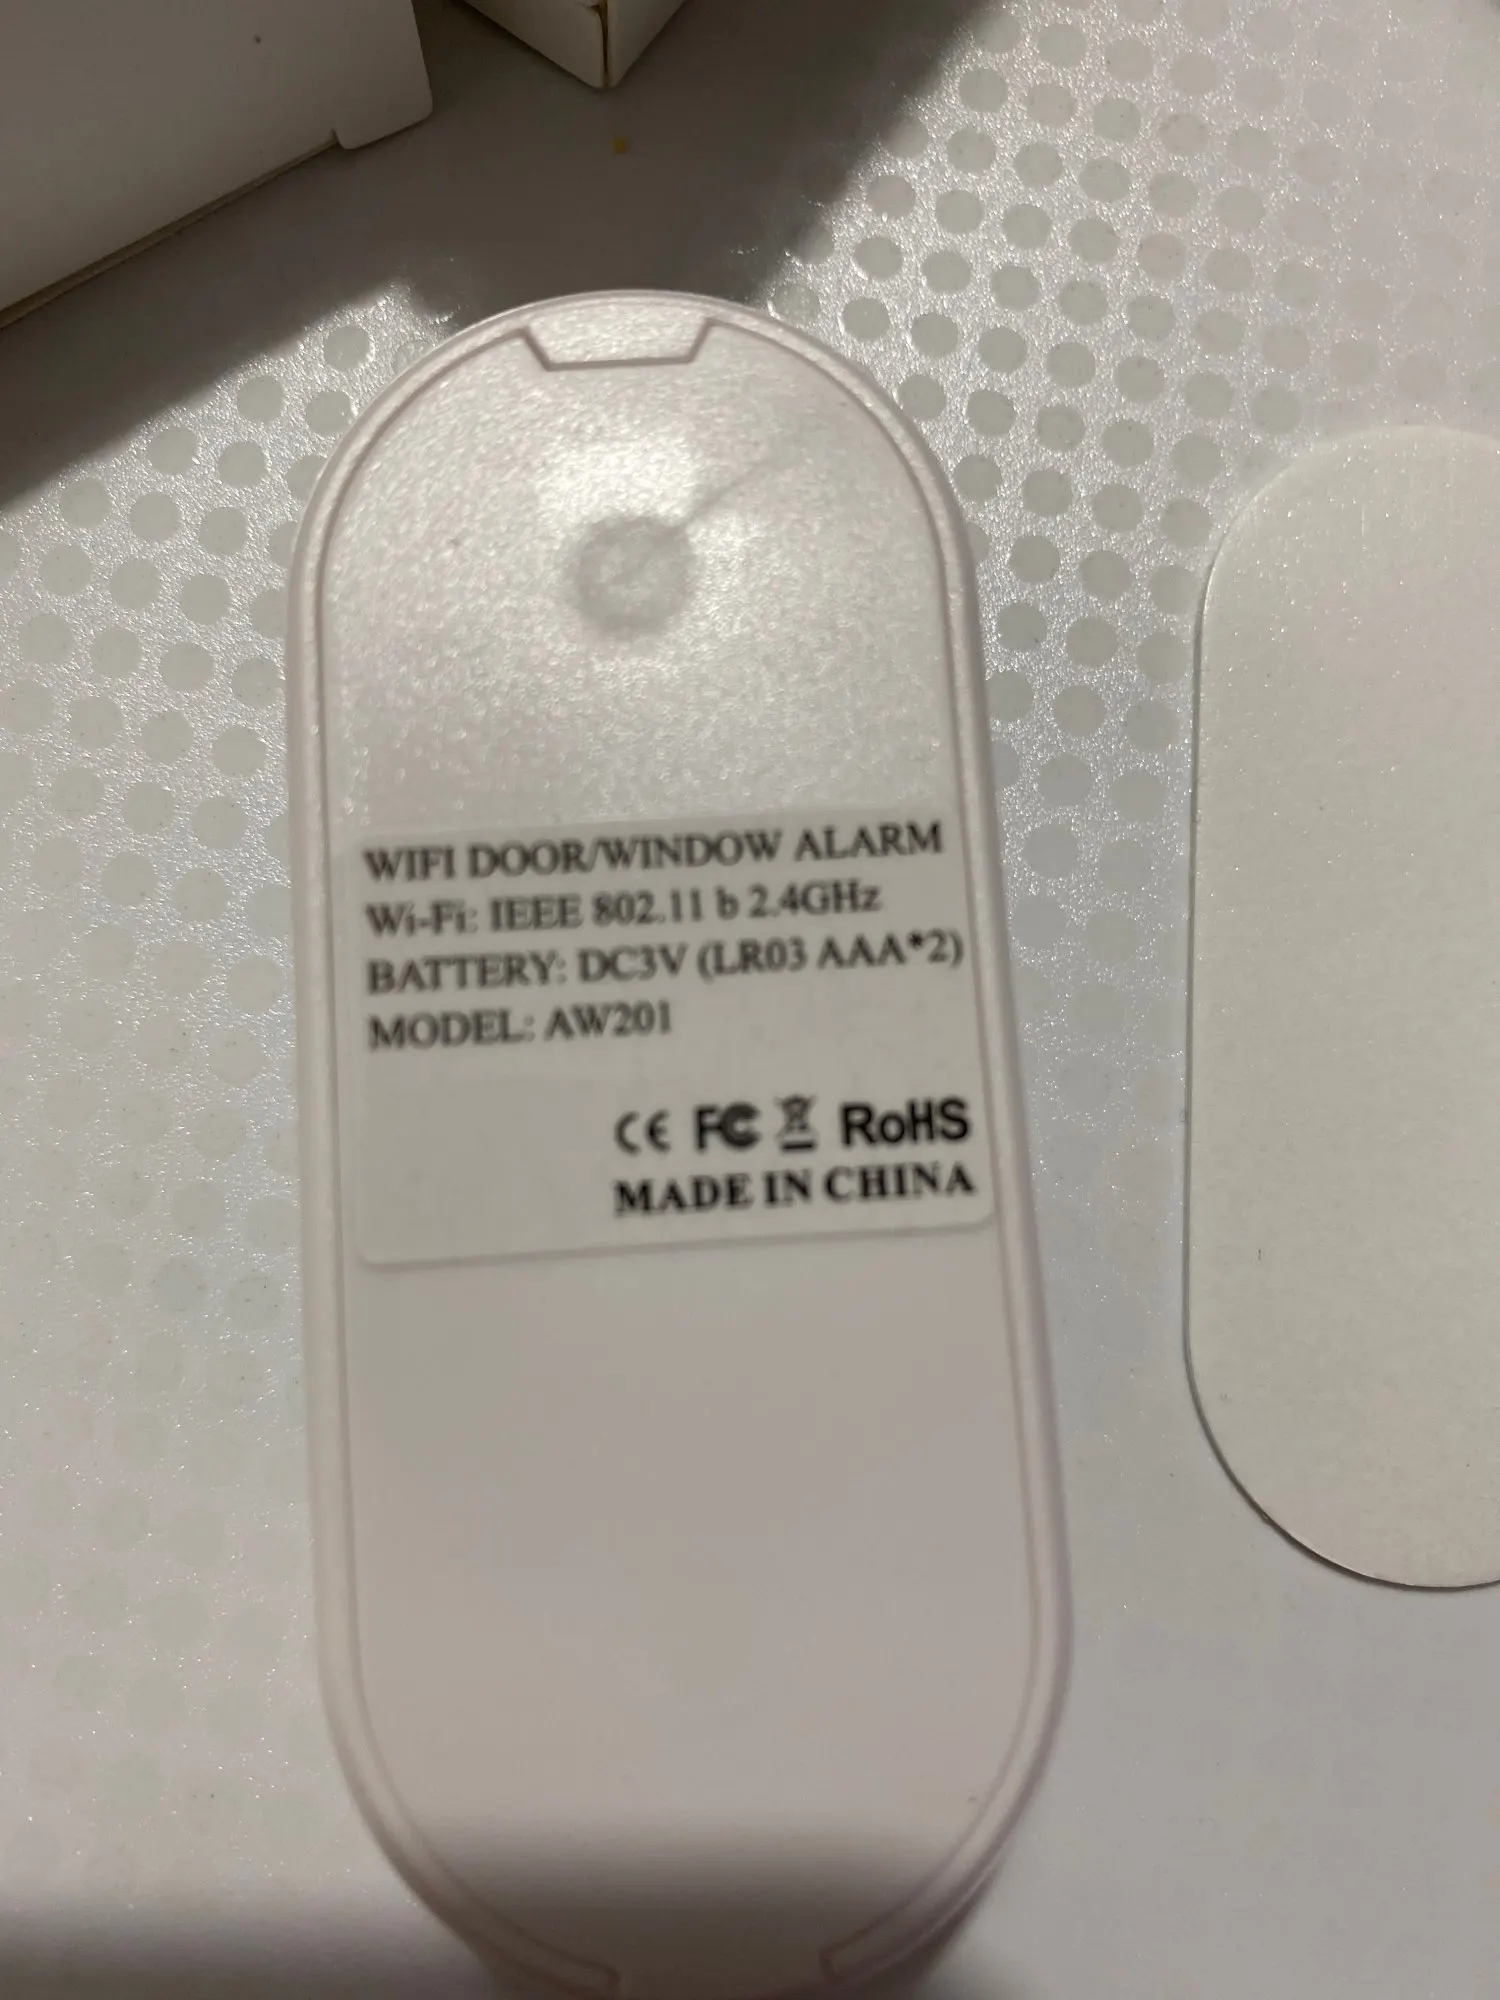 WIFI DOOR/WINDOW ALARM
Wi-Fi: IEEE 802.11 b 2.4GHz
BATTERY: DC3V (LR03 AAA*2)
MODEL: AW201
CE FC RoHS
MADE IN CHINA